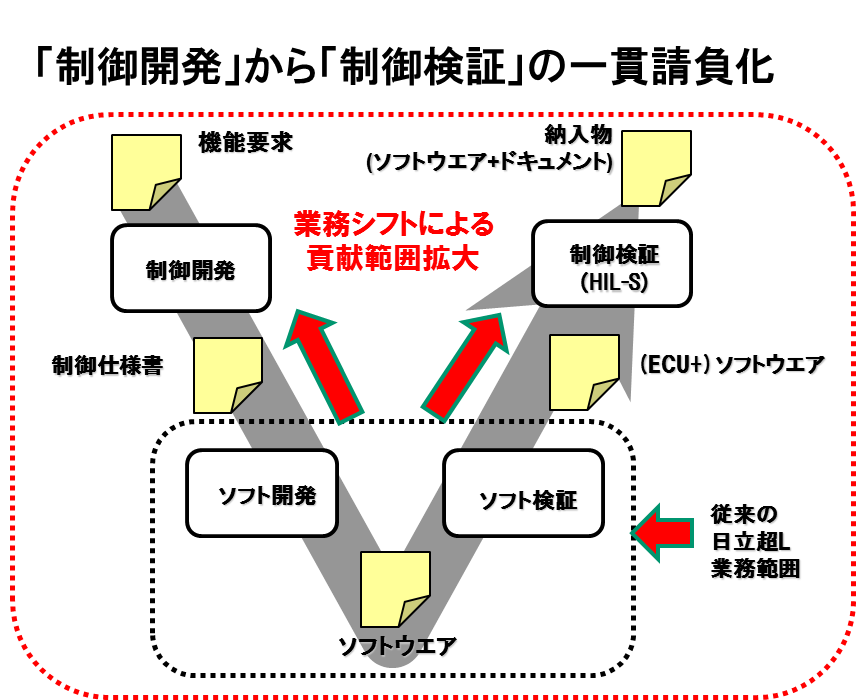 「制御開発」から「制御検証」の一貫請負化
機能要求
納入物
(ソフトウエア+ドキュメント)
業務シフトによる
貢献範囲拡大
制御開発
制御検証
(HIL-S)
制御仕様書
(ECU+)ソフトウエア
ソフト開発
ソフト検証
従来の
日立超L
業務範囲
ソフトウエア